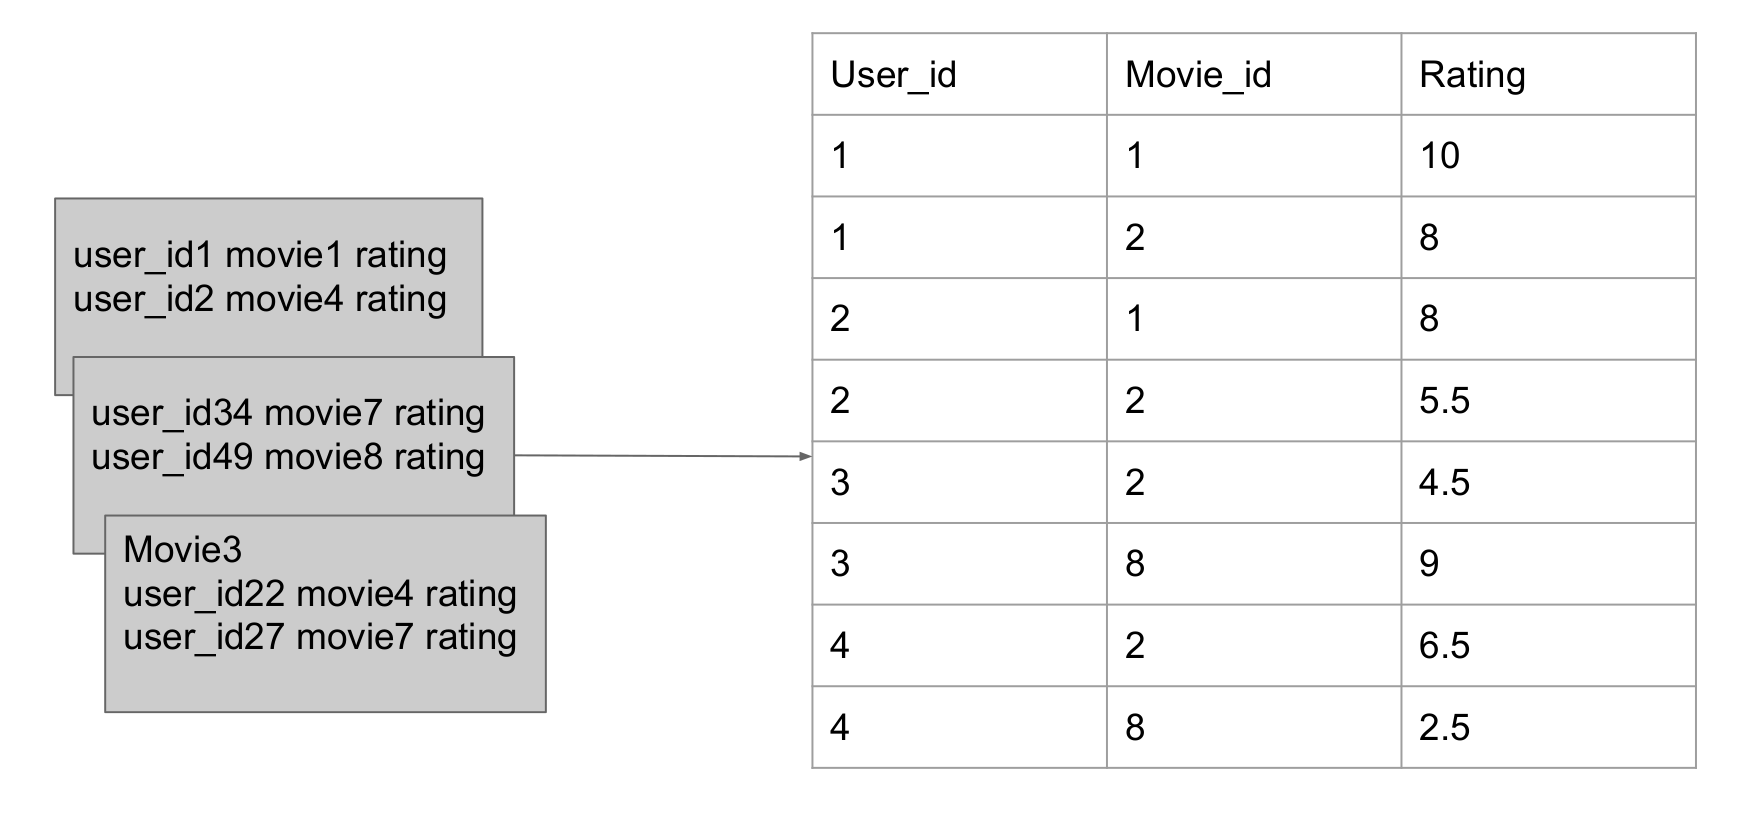 user_id1 movie1 rating
user_id2 movie4 rating
user_id34 movie7 rating
user_id49 movie8 rating
Movie3
user_id22 movie4 rating
user_id27 movie7 rating
User_id Movie_id Rating
1 1 10
1 2 8
2 1 8
2 2 5.5
3 2 4.5
3 8 9
4 2 6.5
4 8 2.5